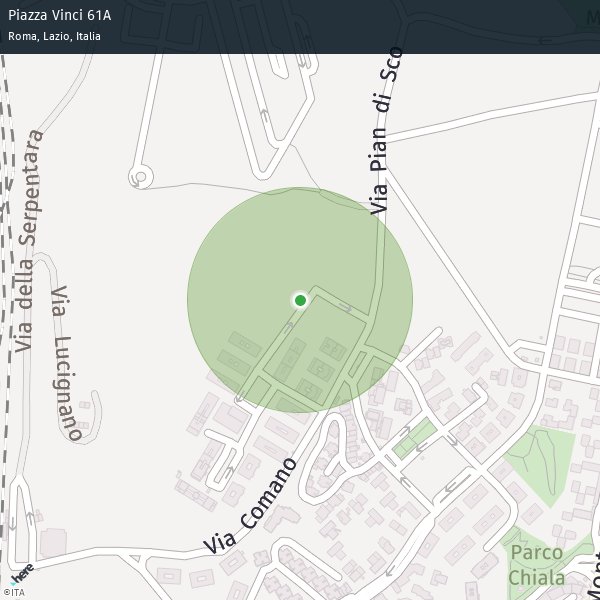 Piazza Vinci 61A
Roma, Lazio, Italia
Via Pian di Sco
Via della Serpentara
Via Lucignano
Via Comano
Parco
Chiala
Mont
here
©ITA